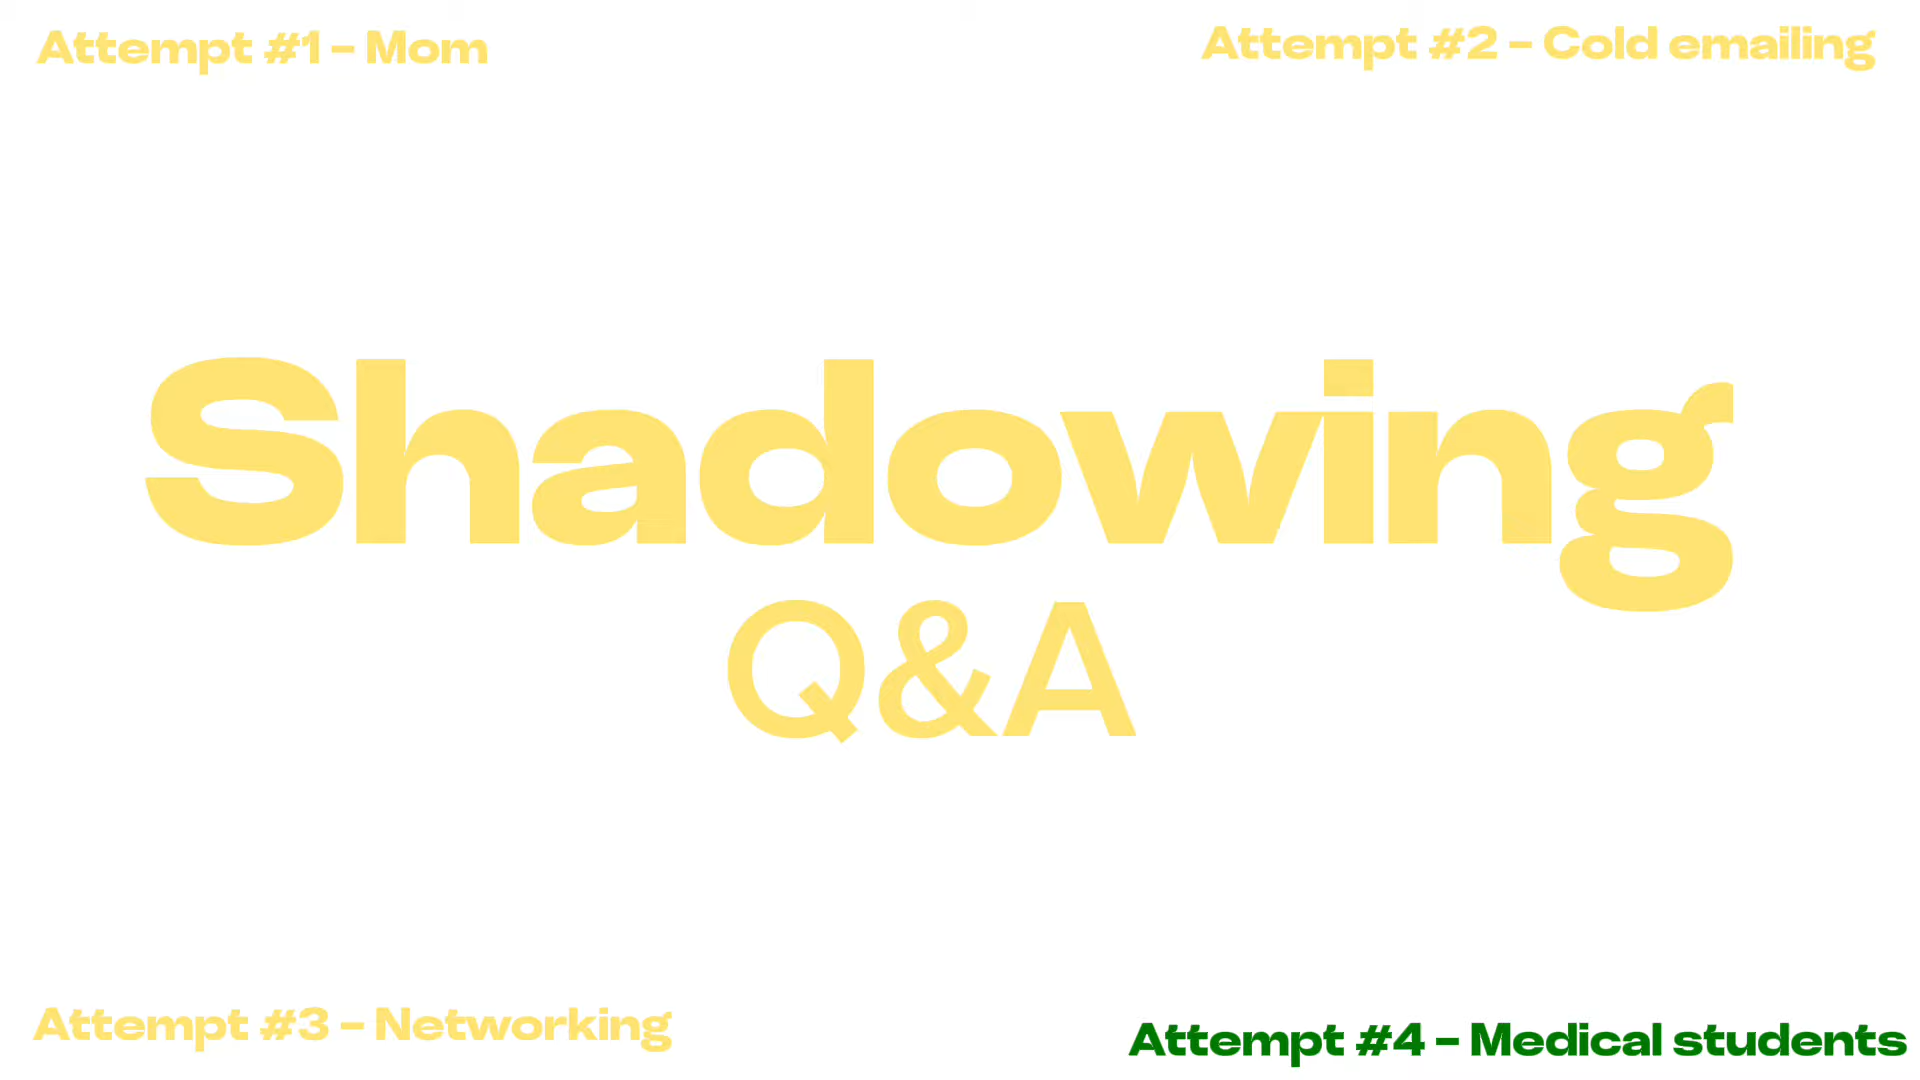 Attempt #1 – Mom
Attempt #2 – Cold emailing
Shadowing
Q&A
Attempt #3 – Networking
Attempt #4 – Medical students